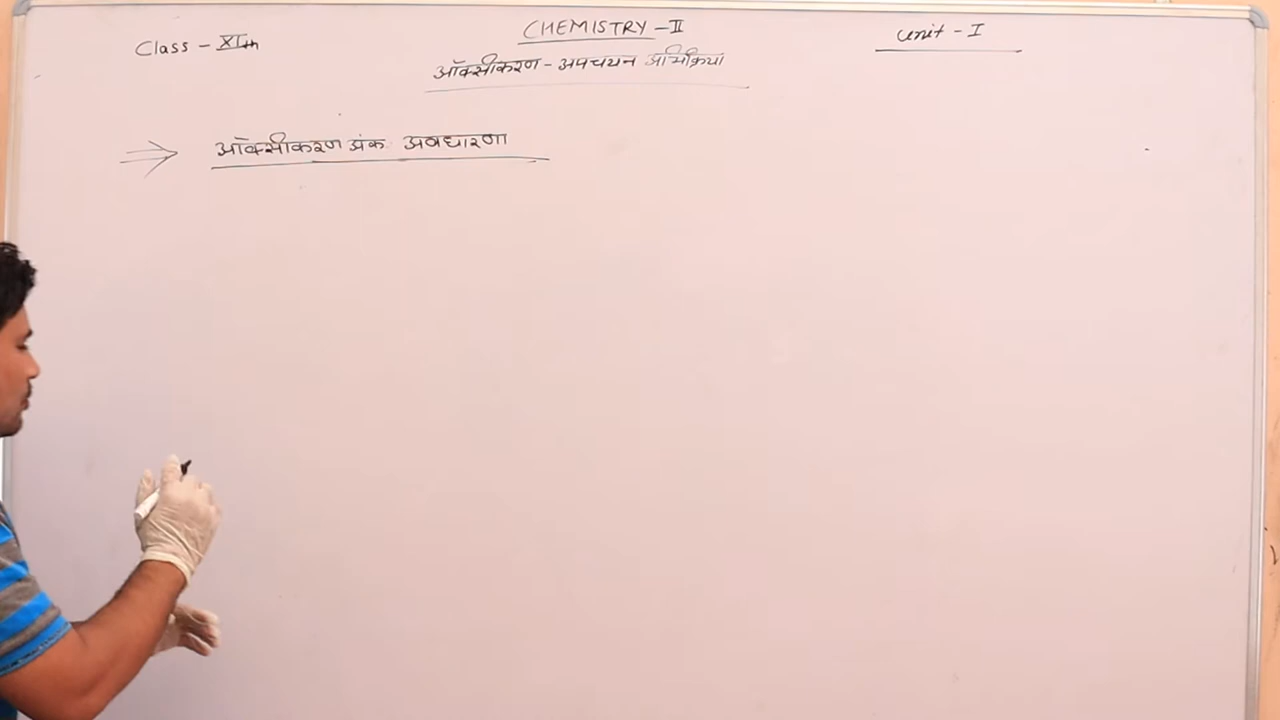 Class - XIth CHEMISTRY - II Unit - I
ऑक्सीकरण - अपचयन अभिक्रिया
⇒ ऑक्सीकरण अंक अवधारणा